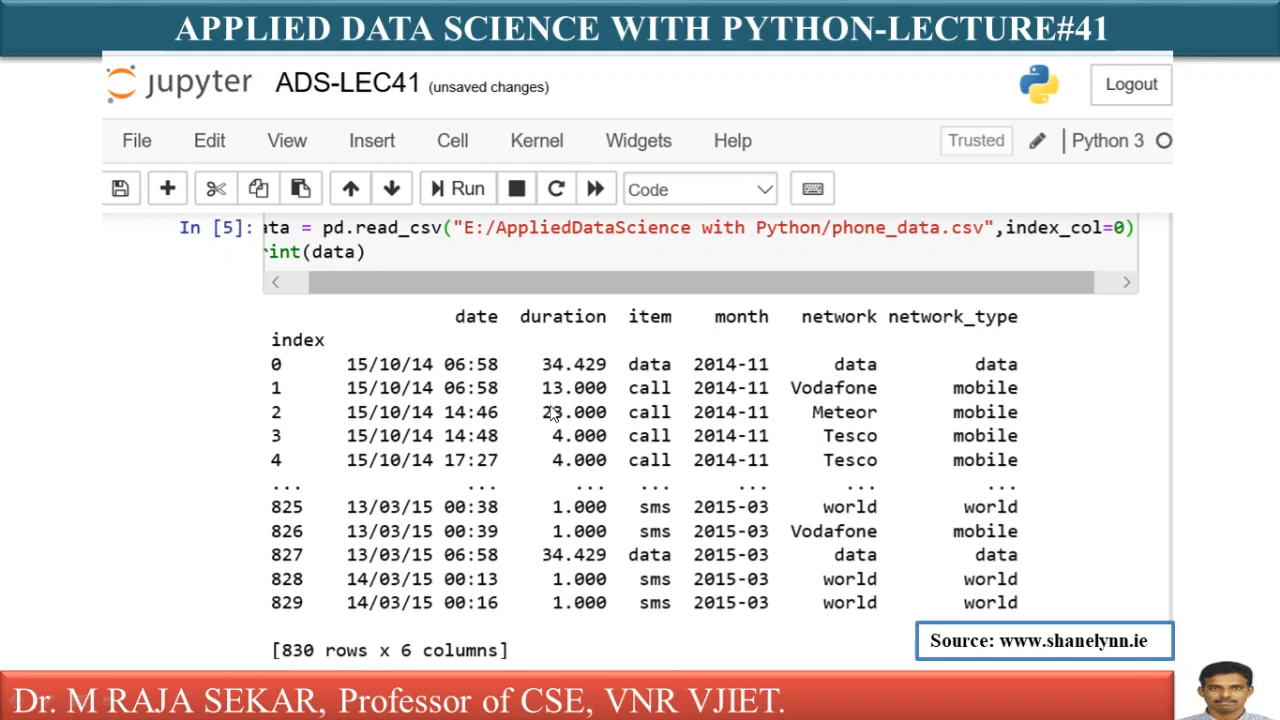 APPLIED DATA SCIENCE WITH PYTHON-LECTURE#41
jupyter ADS-LEC41 (unsaved changes) Logout
File Edit View Insert Cell Kernel Widgets Help Trusted Python 3
Run Code
In [5]: ata = pd.read_csv("E:/AppliedDataScience with Python/phone_data.csv",index_col=0)
rint(data)
date duration item month network network_type
index
0 15/10/14 06:58 34.429 data 2014-11 data data
1 15/10/14 06:58 13.000 call 2014-11 Vodafone mobile
2 15/10/14 14:46 23.000 call 2014-11 Meteor mobile
3 15/10/14 14:48 4.000 call 2014-11 Tesco mobile
4 15/10/14 17:27 4.000 call 2014-11 Tesco mobile
... ... ... ... ... ... ...
825 13/03/15 00:38 1.000 sms 2015-03 world world
826 13/03/15 00:39 1.000 sms 2015-03 Vodafone mobile
827 13/03/15 06:58 34.429 data 2015-03 data data
828 14/03/15 00:13 1.000 sms 2015-03 world world
829 14/03/15 00:16 1.000 sms 2015-03 world world
[830 rows x 6 columns]
Source: www.shanelynn.ie
Dr. M RAJA SEKAR, Professor of CSE, VNR VJIET.